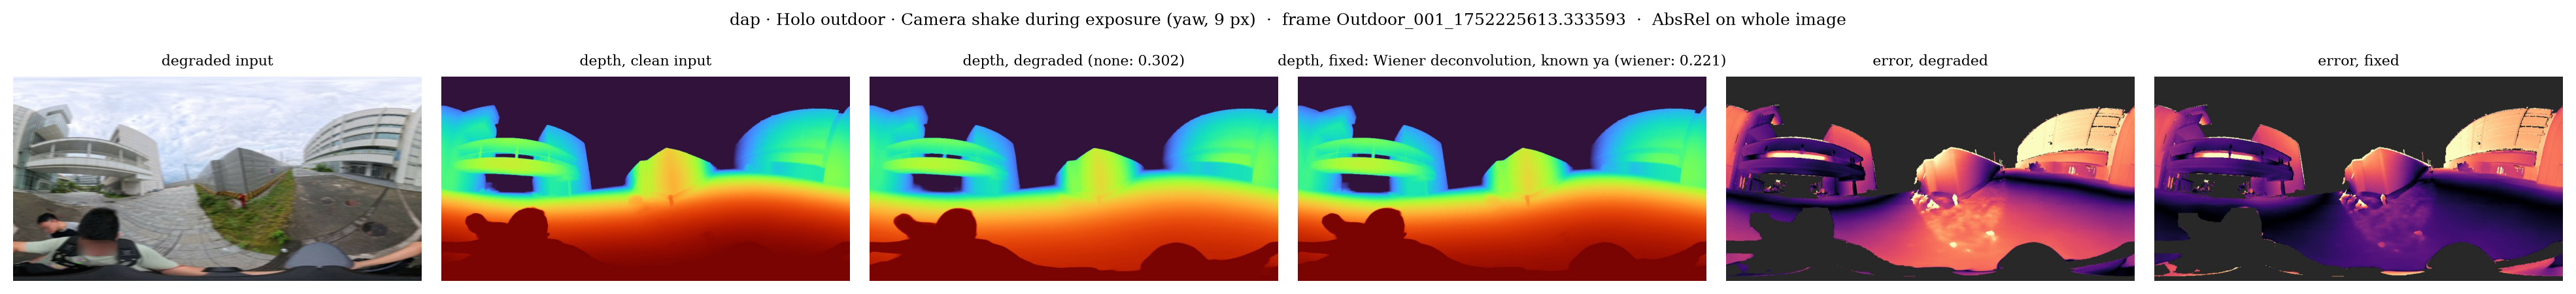 dap · Holo outdoor · Camera shake during exposure (yaw, 9 px) · frame Outdoor_001_1752225613.333593 · AbsRel on whole image
degraded input
depth, clean input
depth, degraded (none: 0.302)
depth, fixed: Wiener deconvolution, known ya (wiener: 0.221)
error, degraded
error, fixed